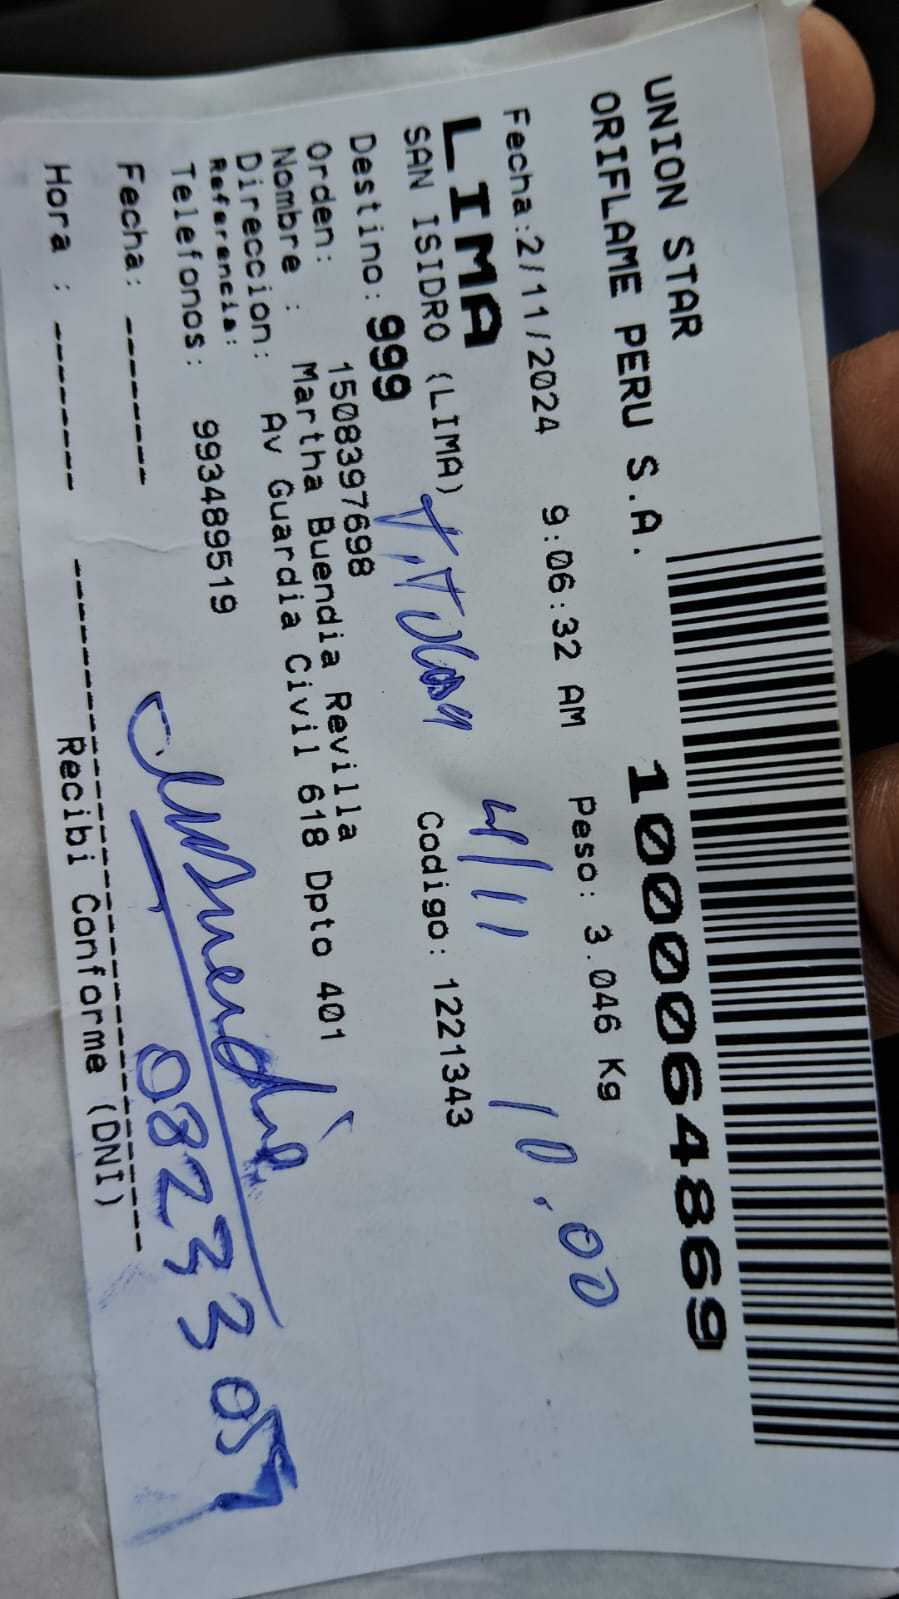 UNION STAR
ORIFLAME PERU S.A.
1000064869
Fecha:2/11/2024 9:06:32 AM Peso: 3.046 Kg
LIMA
SAN ISIDRO (LIMA) Codigo: 1221343
4/11 10.00
Destino: 999
Orden: 1508397698
Nombre : Martha Buendia Revilla
Direccion: Av Guardia Civil 618 Dpto 401
Referencia:
Telefonos: 993489519
Fecha: ------
Hora : ------- Recibi Conforme (DNI)